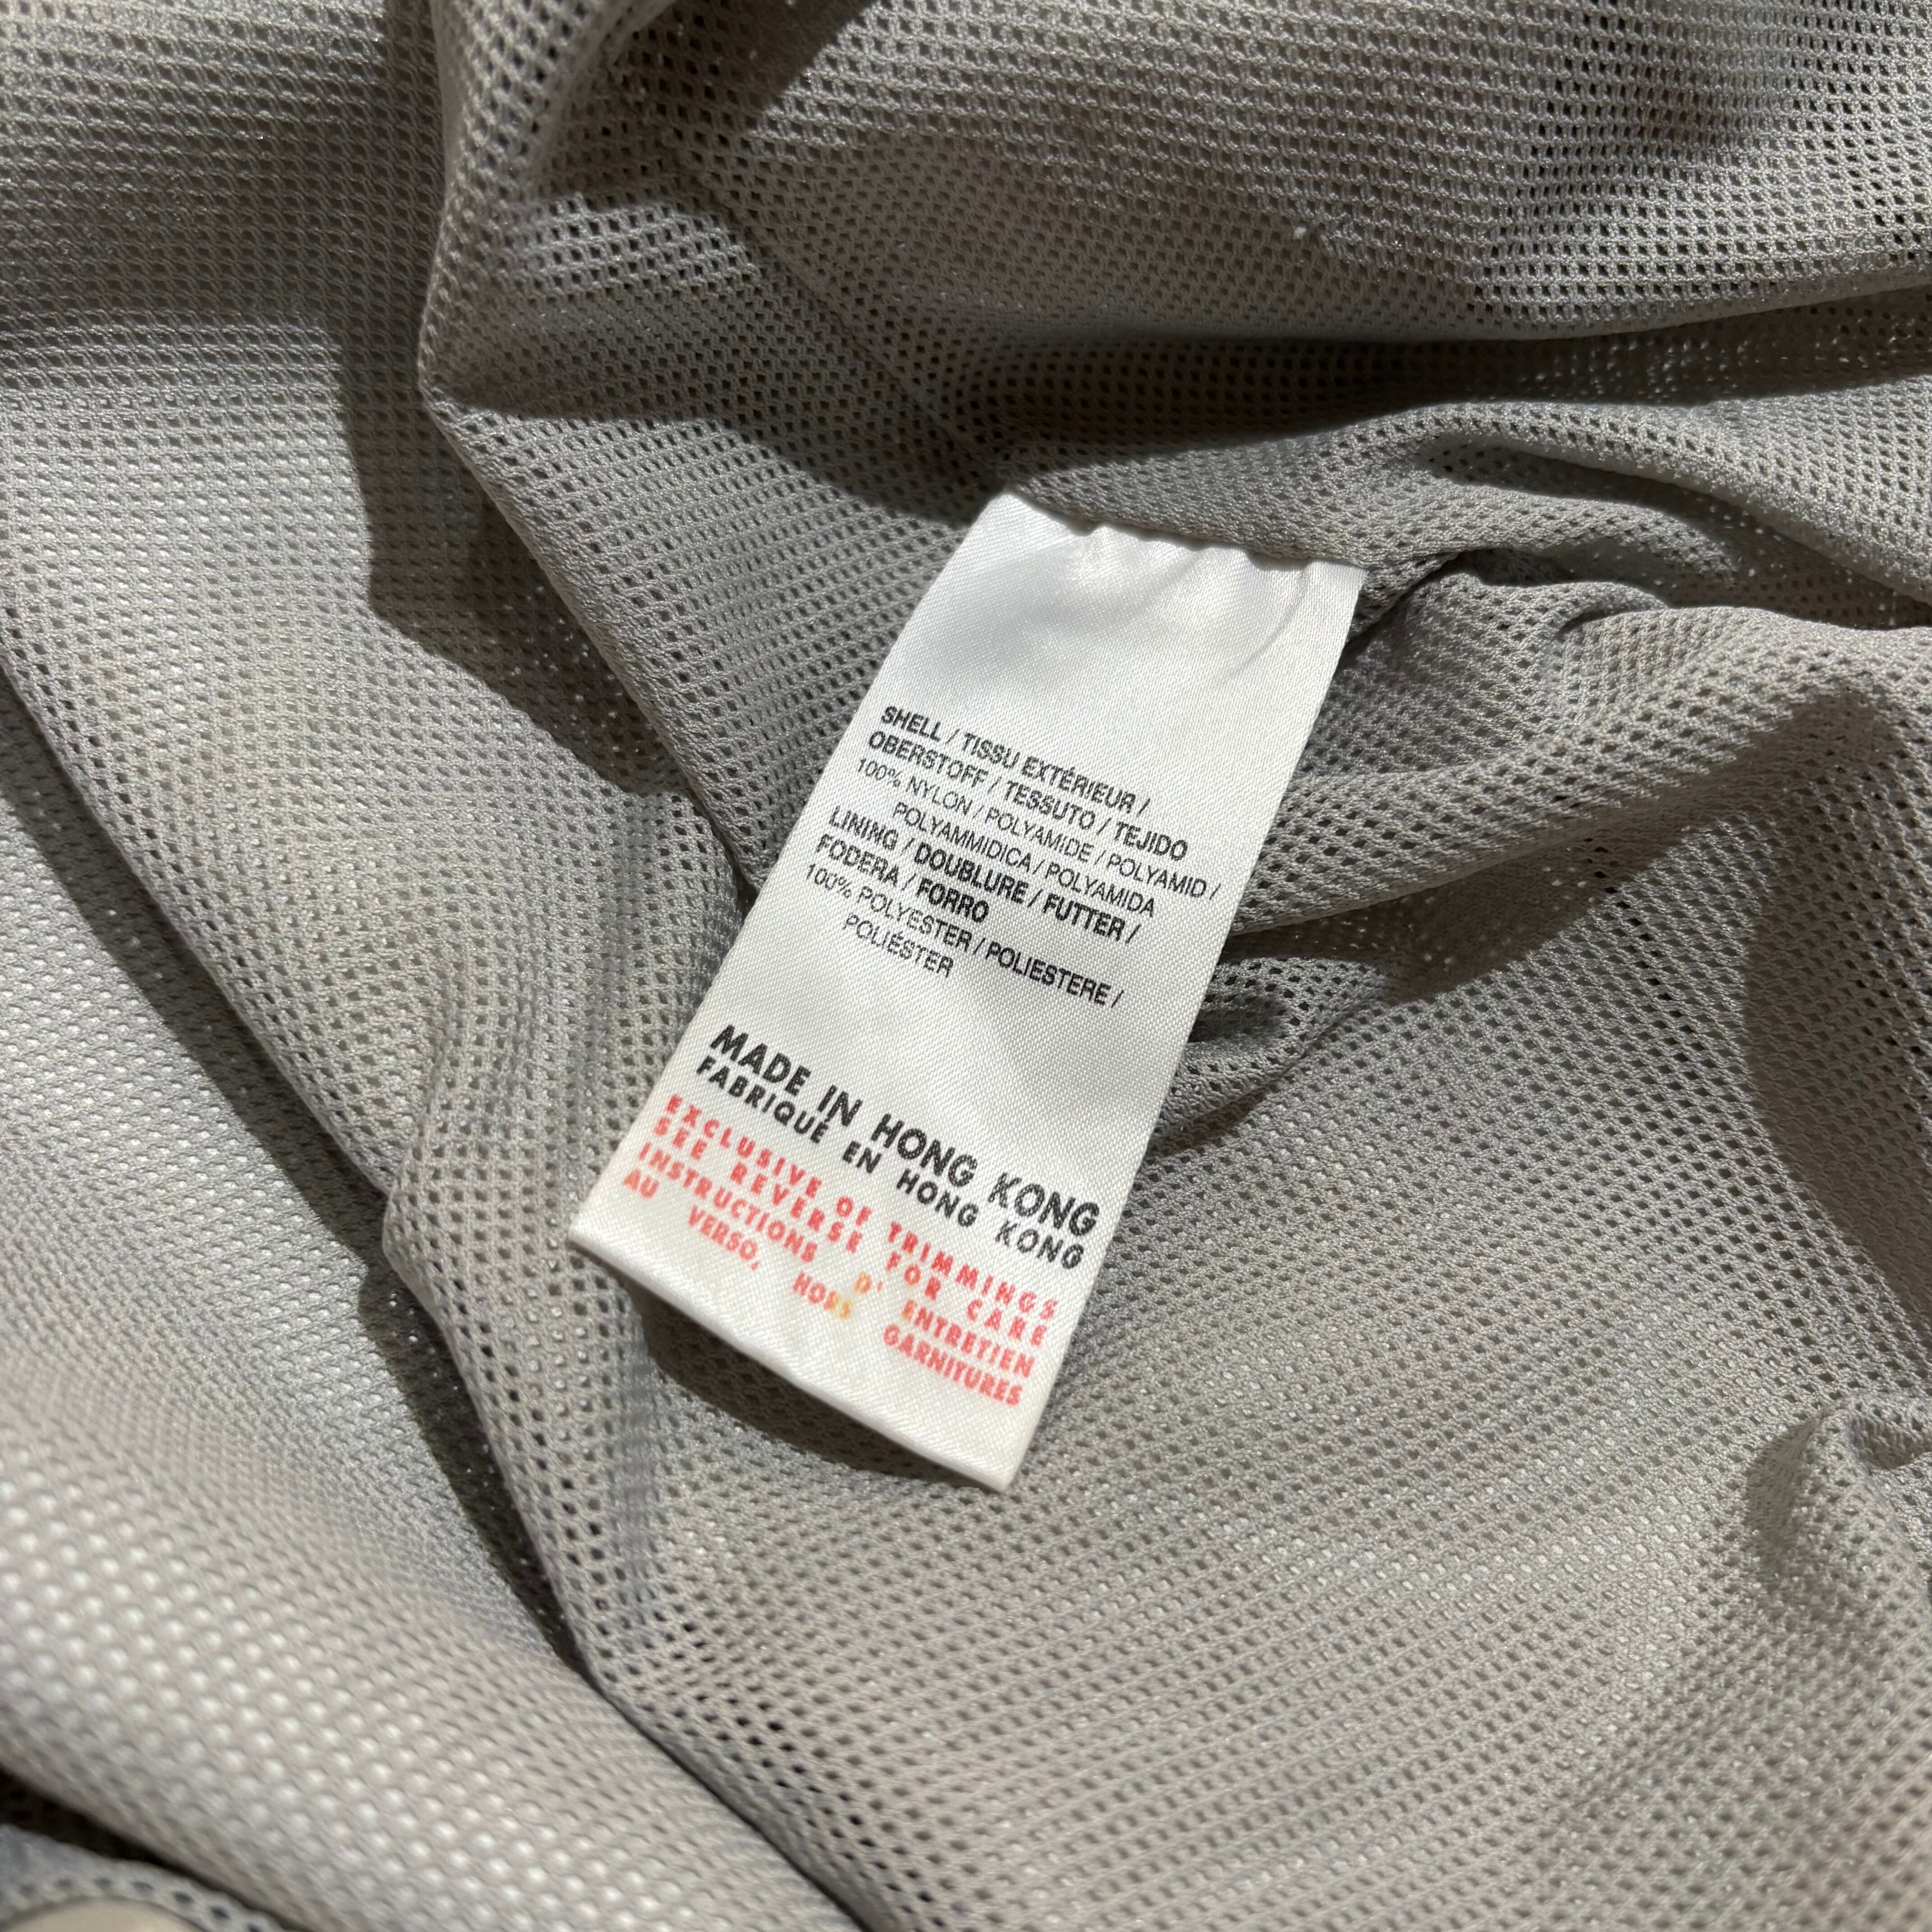 SHELL / TISSU EXTÉRIEUR /
OBERSTOFF / TESSUTO / TEJIDO
100% NYLON / POLYAMIDE / POLYAMID /
POLYAMMIDICA / POLYAMIDA
LINING / DOUBLURE / FUTTER /
FODERA / FORRO
100% POLYESTER / POLIESTERE /
POLIÉSTER
MADE IN HONG KONG
FABRIQUÉ EN HONG KONG
EXCLUSIVE OF TRIMMINGS
SEE REVERSE FOR CARE
INSTRUCTIONS D' ENTRETIEN
AU VERSO, HORS GARNITURES